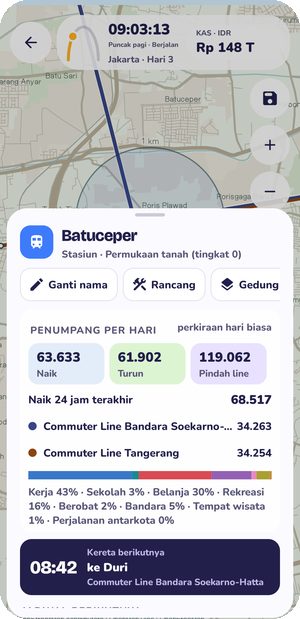 09:03:13
Puncak pagi · Berjalan
Jakarta · Hari 3
KAS · IDR
Rp 148 T
Batu Sari
Batuceper
1 km
Poris Plawad
Rorisgaga
Batuceper
Stasiun · Permukaan tanah (tingkat 0)
Ganti nama
Rancang
Gedung
PENUMPANG PER HARI
perkiraan hari biasa
63.633
Naik
61.902
Turun
119.062
Pindah line
Naik 24 jam terakhir
68.517
Commuter Line Bandara Soekarno-...
34.263
Commuter Line Tangerang
34.254
Kerja 43% · Sekolah 3% · Belanja 30% · Rekreasi
16% · Berobat 2% · Bandara 5% · Tempat wisata
1% · Perjalanan antarkota 0%
08:42
Kereta berikutnya
ke Duri
Commuter Line Bandara Soekarno-Hatta